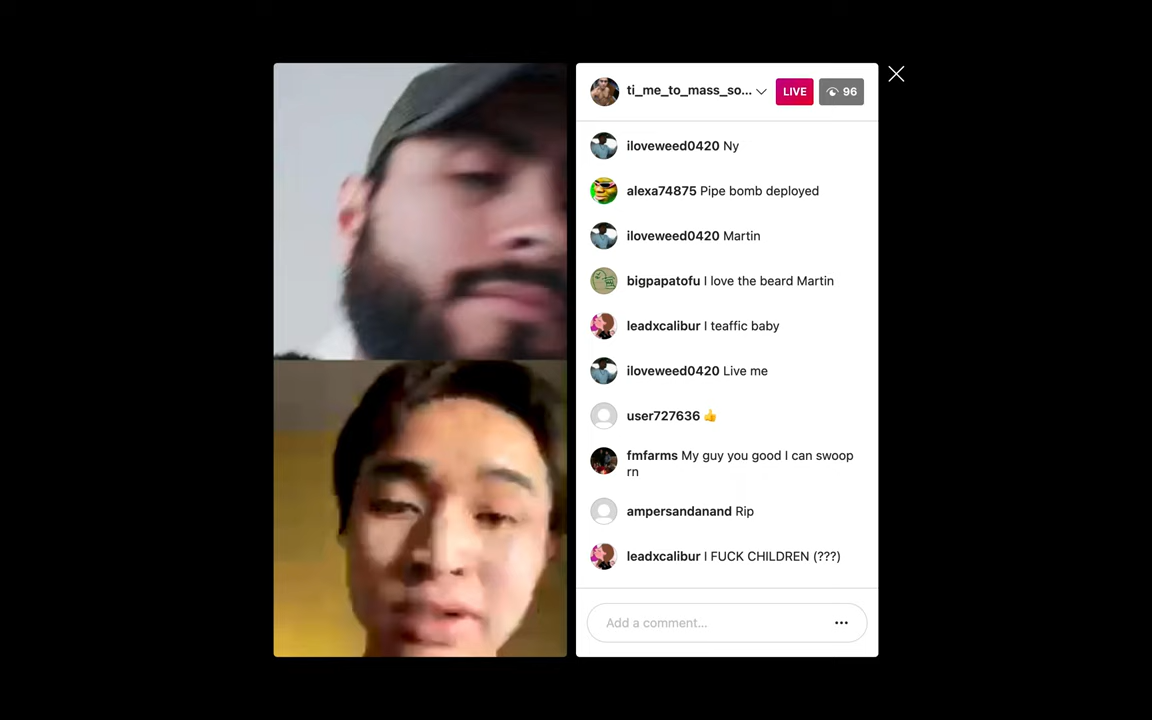 ti_me_to_mass_so...
LIVE
96
iloveweed0420 Ny
alexa74875 Pipe bomb deployed
iloveweed0420 Martin
bigpapatofu I love the beard Martin
leadxcalibur I teaffic baby
iloveweed0420 Live me
user727636 👍
fmfarms My guy you good I can swoop
rn
ampersandanand Rip
leadxcalibur I FUCK CHILDREN (???)
Add a comment...